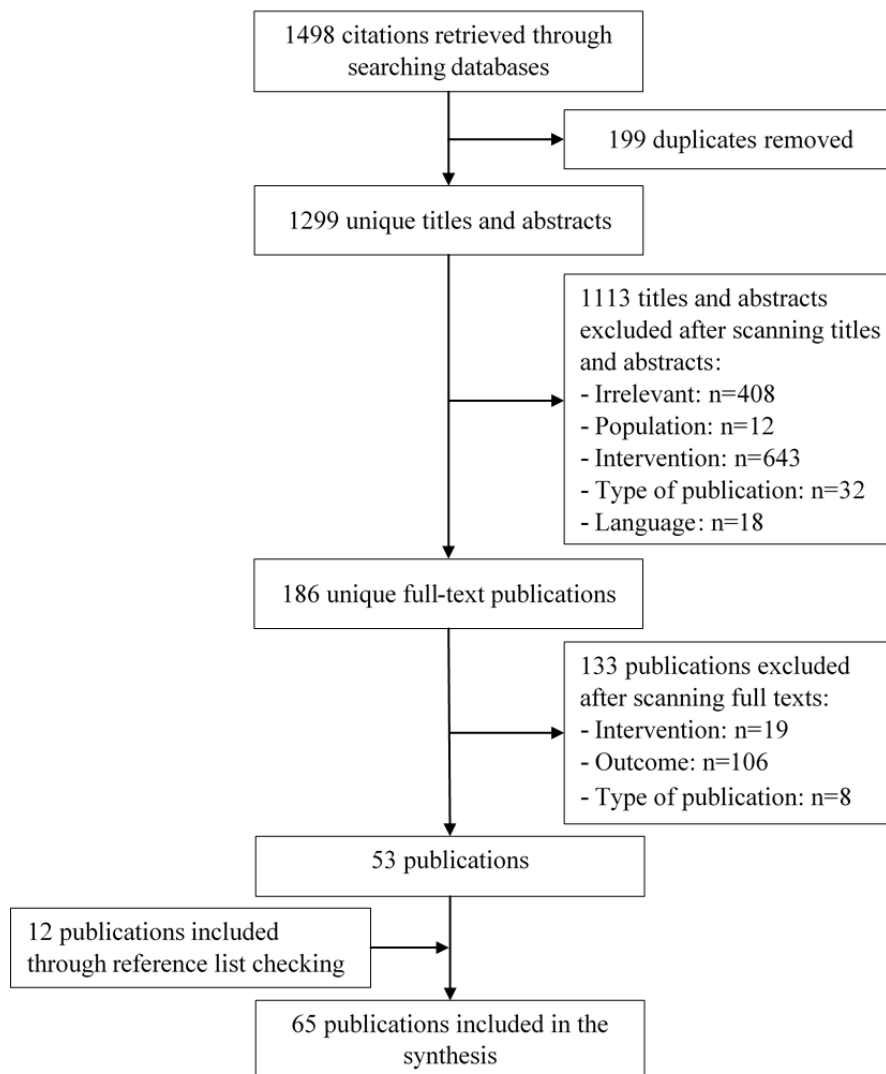 1498 citations retrieved through
searching databases
199 duplicates removed
1299 unique titles and abstracts
1113 titles and abstracts
excluded after scanning titles
and abstracts:
- Irrelevant: n=408
- Population: n=12
- Intervention: n=643
- Type of publication: n=32
- Language: n=18
186 unique full-text publications
133 publications excluded
after scanning full texts:
- Intervention: n=19
- Outcome: n=106
- Type of publication: n=8
53 publications
12 publications included
through reference list checking
65 publications included in the
synthesis